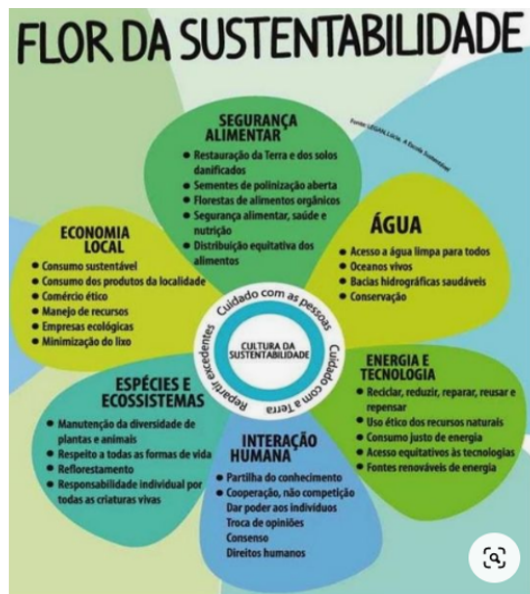 FLOR DA SUSTENTABILIDADE
SEGURANÇA
ALIMENTAR
● Restauração da Terra e dos solos
danificados
● Sementes de polinização aberta
● Florestas de alimentos orgânicos
● Segurança alimentar, saúde e
nutrição
● Distribuição equitativa dos
alimentos
Fonte: LEGAN, Lúcia. A Escola Sustentável
ÁGUA
● Acesso a água limpa para todos
● Oceanos vivos
● Bacias hidrográficas saudáveis
● Conservação
ECONOMIA
LOCAL
● Consumo sustentável
● Consumo dos produtos da localidade
● Comércio ético
● Manejo de recursos
● Empresas ecológicas
● Minimização do lixo
Cuidado com as pessoas
Cuidado com a Terra
Repartir excedentes
CULTURA DA
SUSTENTABILIDADE
ENERGIA E
TECNOLOGIA
● Reciclar, reduzir, reparar, reusar e
repensar
● Uso ético dos recursos naturais
● Consumo justo de energia
● Acesso equitativos às tecnologias
● Fontes renováveis de energia
ESPÉCIES E
ECOSSISTEMAS
● Manutenção da diversidade de
plantas e animais
● Respeito a todas as formas de vida
● Reflorestamento
● Responsabilidade individual por
todas as criaturas vivas
INTERAÇÃO
HUMANA
● Partilha do conhecimento
● Cooperação, não competição
Dar poder aos indivíduos
Troca de opiniões
Consenso
Direitos humanos